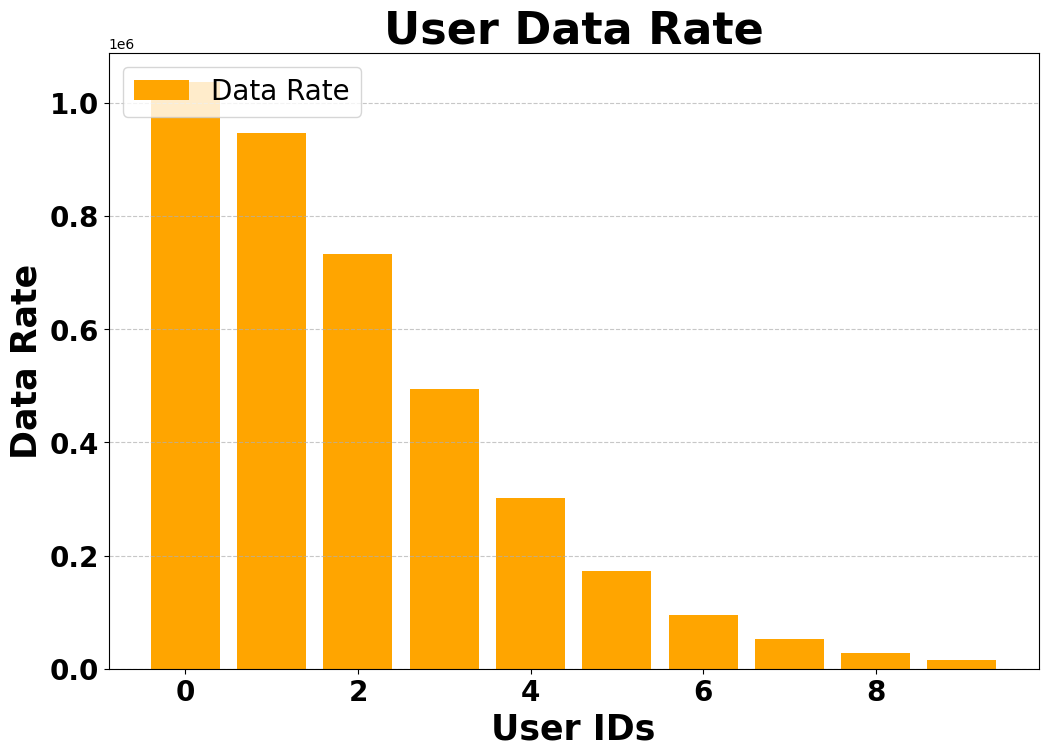 User Data Rate
1e6
Data Rate
1.0
0.8
0.6
0.4
0.2
0.0
Data Rate
0 2 4 6 8
User IDs